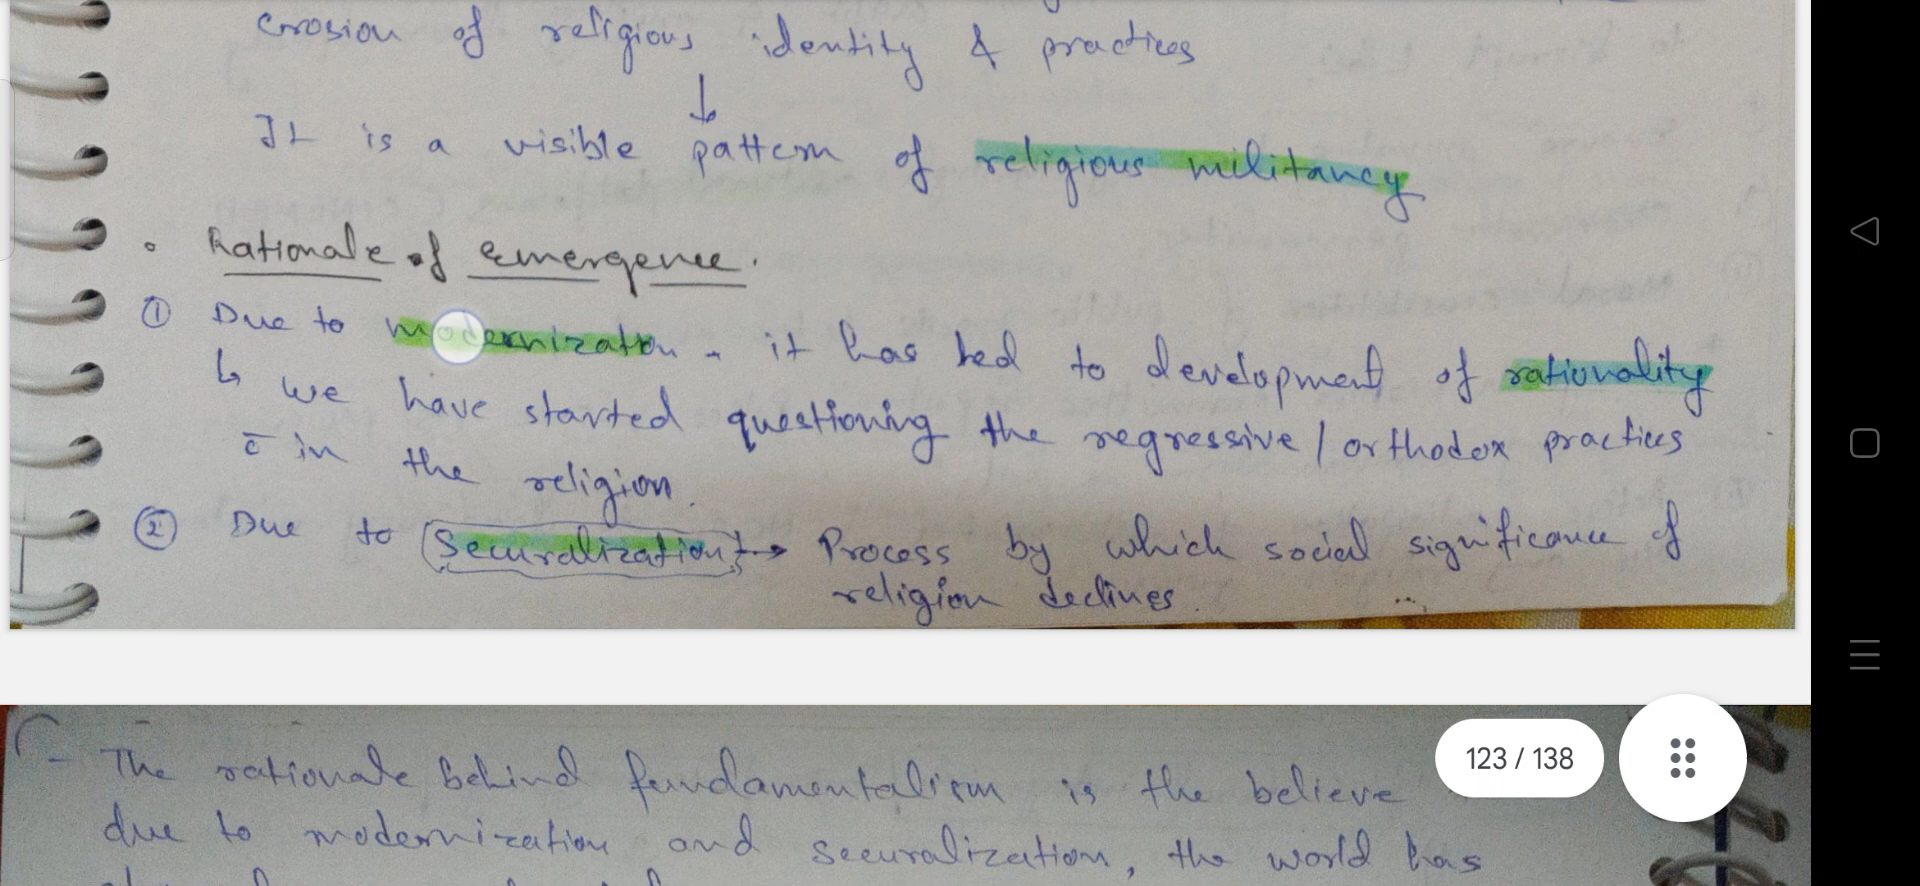 erosion of religious identity & practices
↓
It is a visible pattern of religious militancy
• Rationale of emergence.
① Due to modernization - it has led to development of rationality
↳ we have started questioning the regressive / orthodox practices
c̄ in the religion.
② Due to Securalization → Process by which social significance of
religion declines.
123 / 138
- The rationale behind fundamentalism is the believe
due to modernization and securalization, the world has